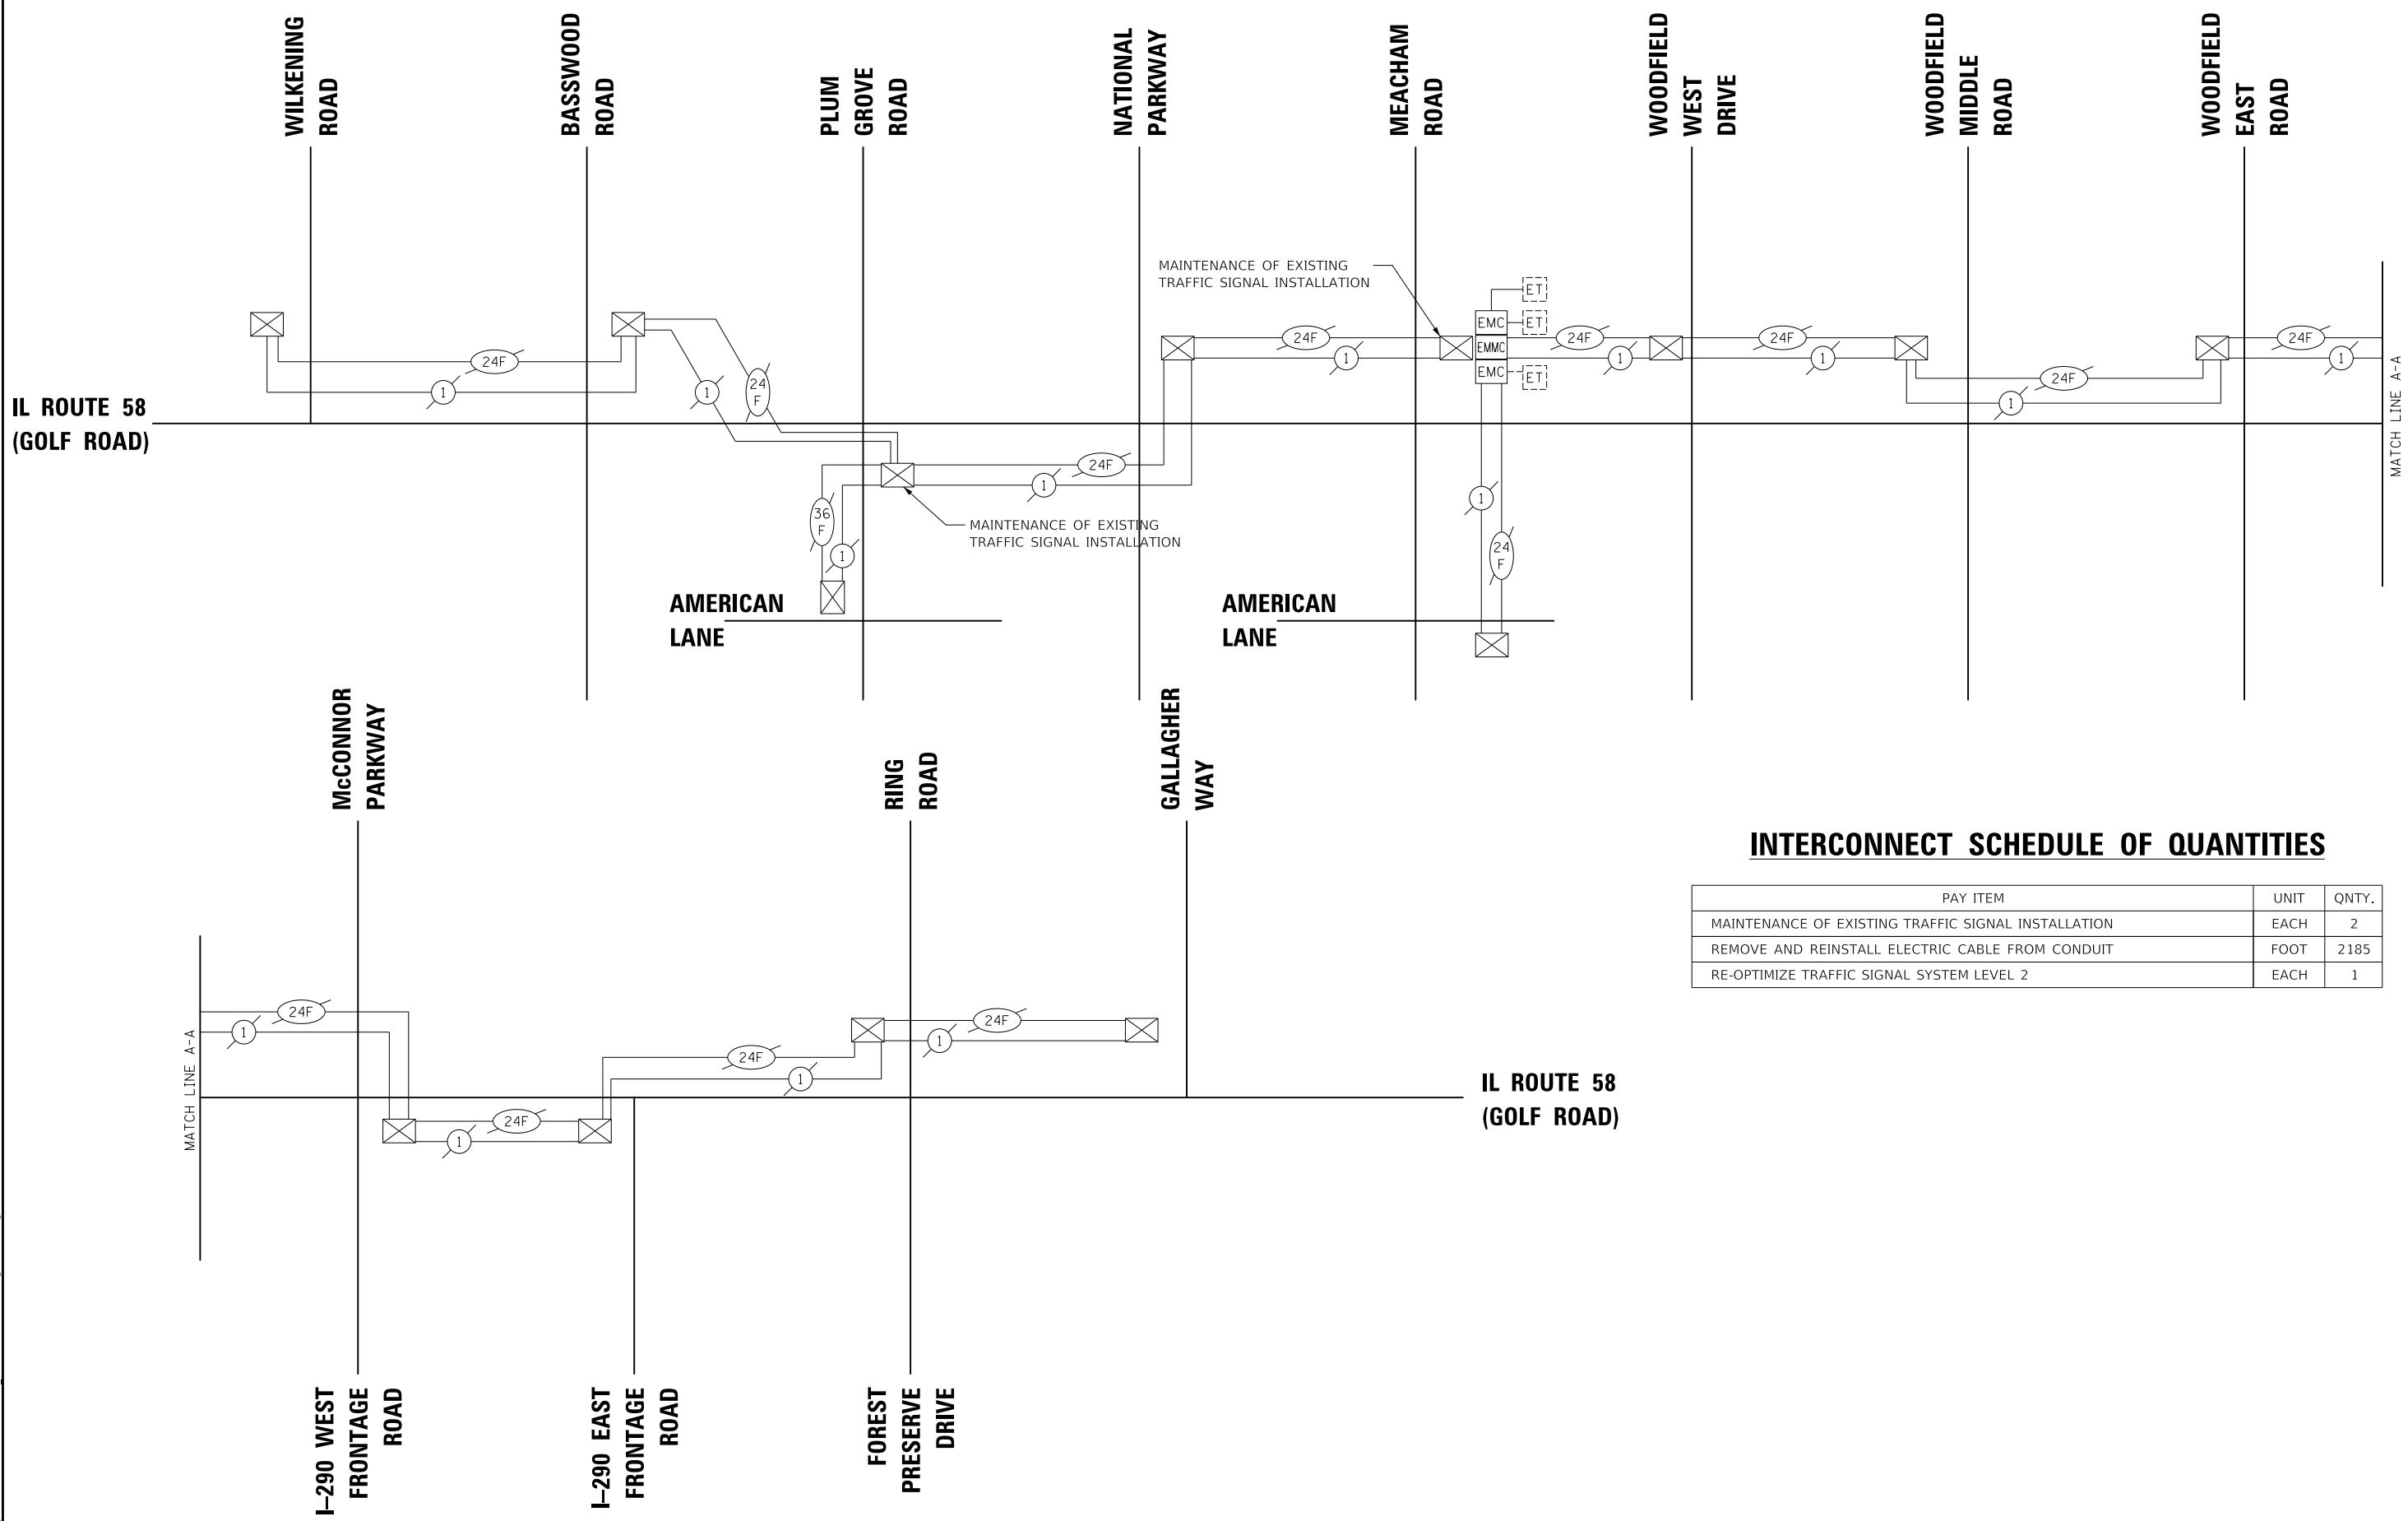 WILKENING
ROAD
BASSWOOD
ROAD
PLUM
GROVE
ROAD
NATIONAL
PARKWAY
MEACHAM
ROAD
WOODFIELD
WEST
DRIVE
WOODFIELD
MIDDLE
ROAD
WOODFIELD
EAST
ROAD
MAINTENANCE OF EXISTING
TRAFFIC SIGNAL INSTALLATION
ET
EMC
ET
EMMC
EMC
ET
24F
1
24
F
1
24F
1
24F
1
24F
1
24F
1
24F
1
MATCH LINE A-A
IL ROUTE 58
(GOLF ROAD)
24F
1
36
F
1
MAINTENANCE OF EXISTING
TRAFFIC SIGNAL INSTALLATION
1
24
F
AMERICAN
LANE
AMERICAN
LANE
McCONNOR
PARKWAY
RING
ROAD
GALLAGHER
WAY
INTERCONNECT SCHEDULE OF QUANTITIES
PAY ITEM UNIT QNTY.
MAINTENANCE OF EXISTING TRAFFIC SIGNAL INSTALLATION EACH 2
REMOVE AND REINSTALL ELECTRIC CABLE FROM CONDUIT FOOT 2185
RE-OPTIMIZE TRAFFIC SIGNAL SYSTEM LEVEL 2 EACH 1
MATCH LINE A-A
24F
1
24F
1
24F
1
24F
1
IL ROUTE 58
(GOLF ROAD)
I-290 WEST
FRONTAGE
ROAD
I-290 EAST
FRONTAGE
ROAD
FOREST
PRESERVE
DRIVE